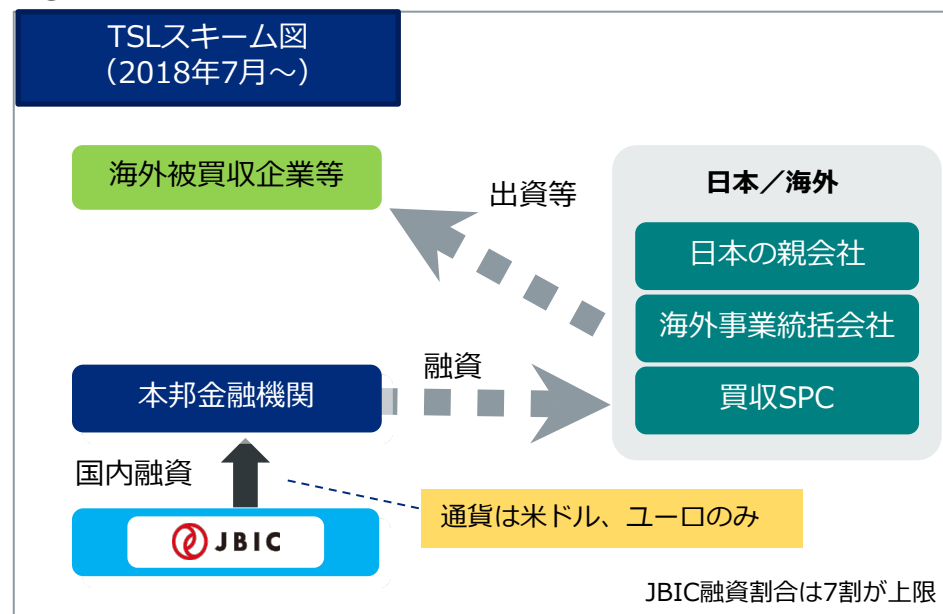 TSLスキーム図
（2018年7月～）
海外被買収企業等
出資等
日本／海外
日本の親会社
海外事業統括会社
買収SPC
融資
本邦金融機関
国内融資
通貨は米ドル、ユーロのみ
JBIC
JBIC融資割合は7割が上限